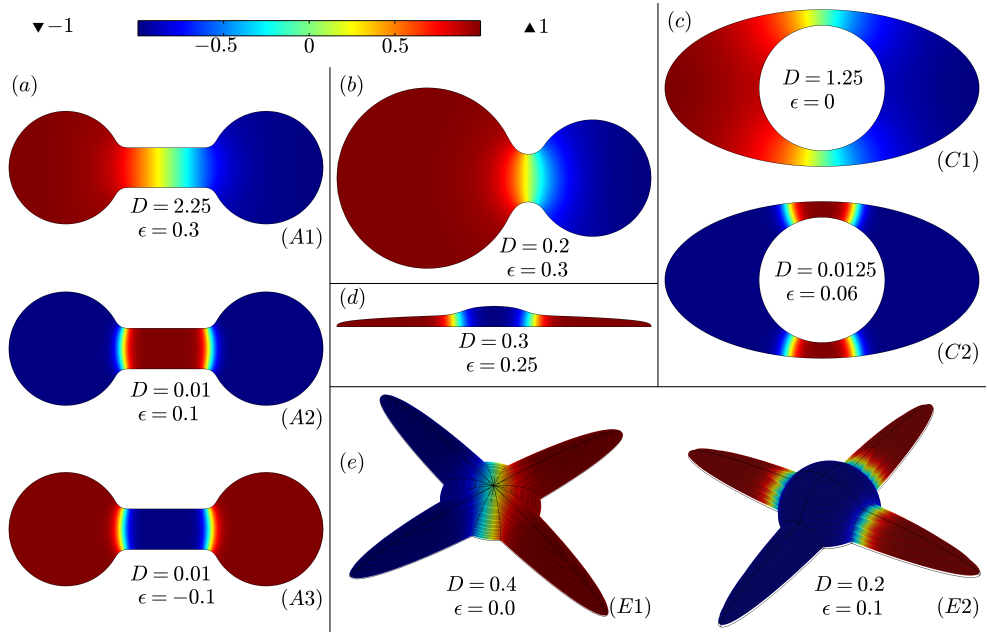 ▼ −1
−0.5 0 0.5
▲ 1
(a)
D = 2.25
ϵ = 0.3
(A1)
D = 0.01
ϵ = 0.1
(A2)
D = 0.01
ϵ = −0.1
(A3)
(b)
D = 0.2
ϵ = 0.3
(d)
D = 0.3
ϵ = 0.25
(c)
D = 1.25
ϵ = 0
(C1)
D = 0.0125
ϵ = 0.06
(C2)
(e)
D = 0.4
ϵ = 0.0
(E1)
D = 0.2
ϵ = 0.1
(E2)